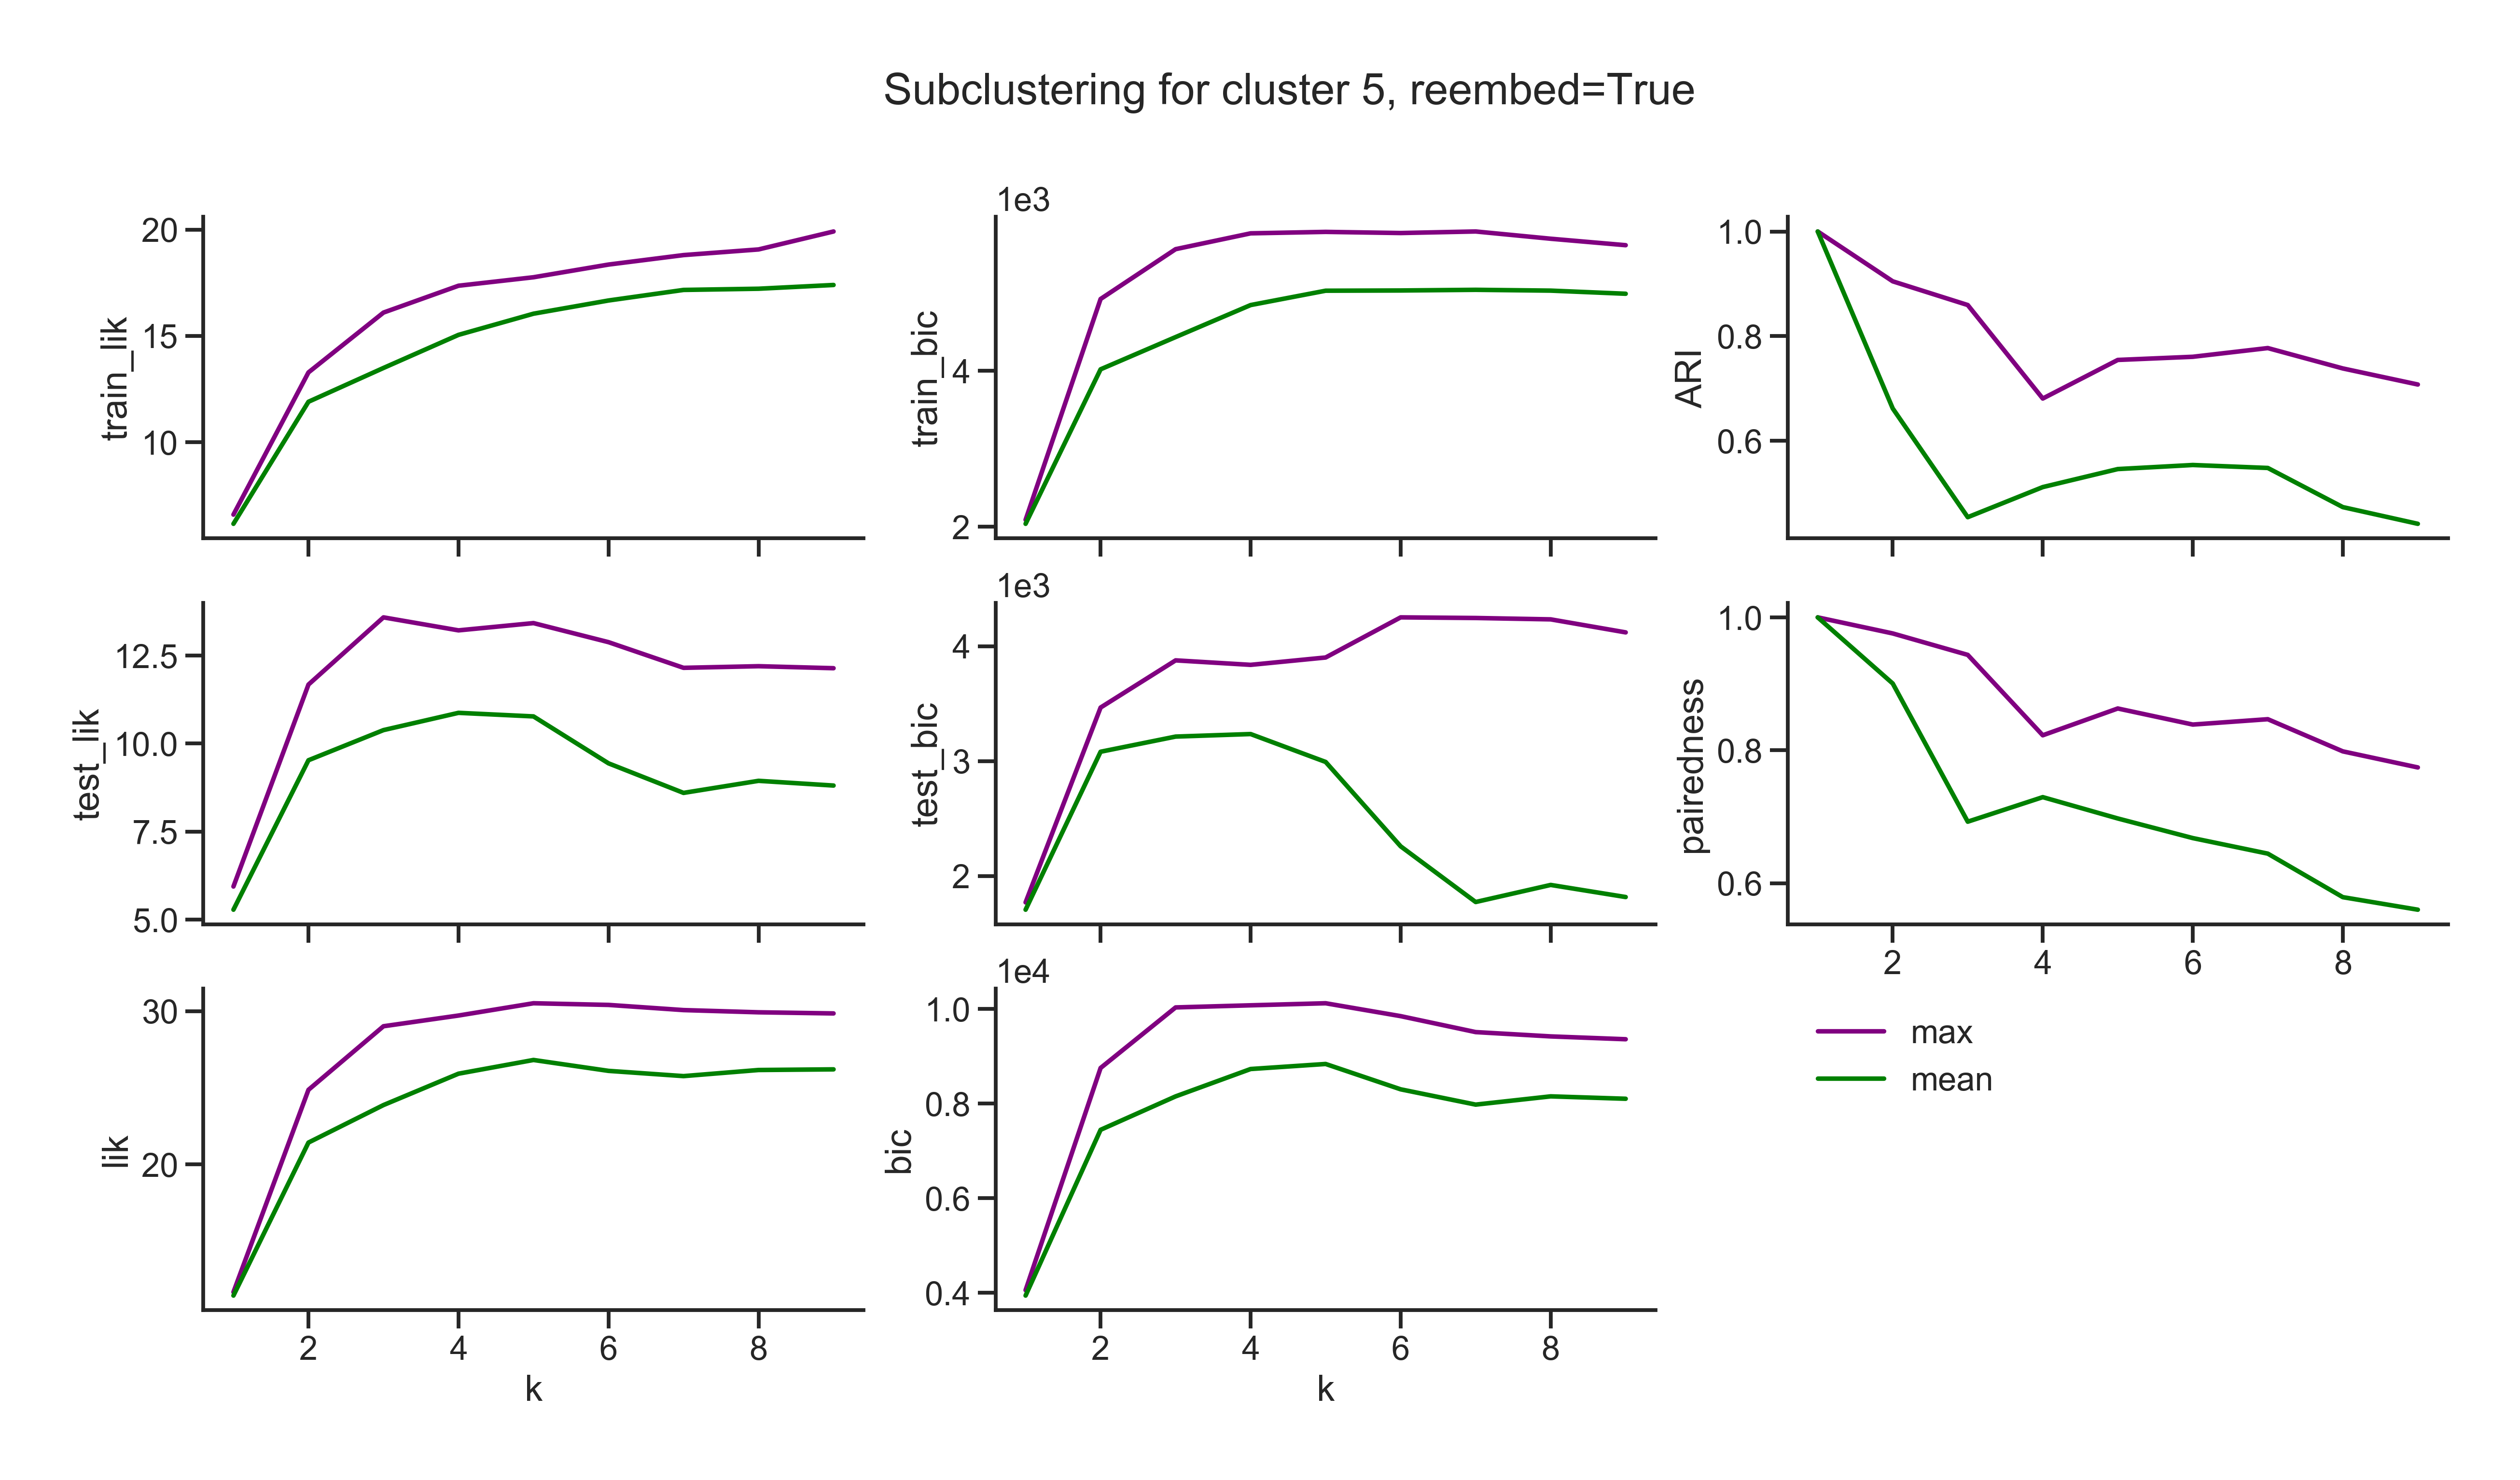 Subclustering for cluster 5, reembed=True
train_lik
20
15
10
1e3
train_bic
4
2
ARI
1.0
0.8
0.6
test_lik
12.5
10.0
7.5
5.0
1e3
test_bic
4
3
2
pairedness
1.0
0.8
0.6
2 4 6 8
lik
30
20
2 4 6 8
k
1e4
bic
1.0
0.8
0.6
0.4
2 4 6 8
k
max
mean